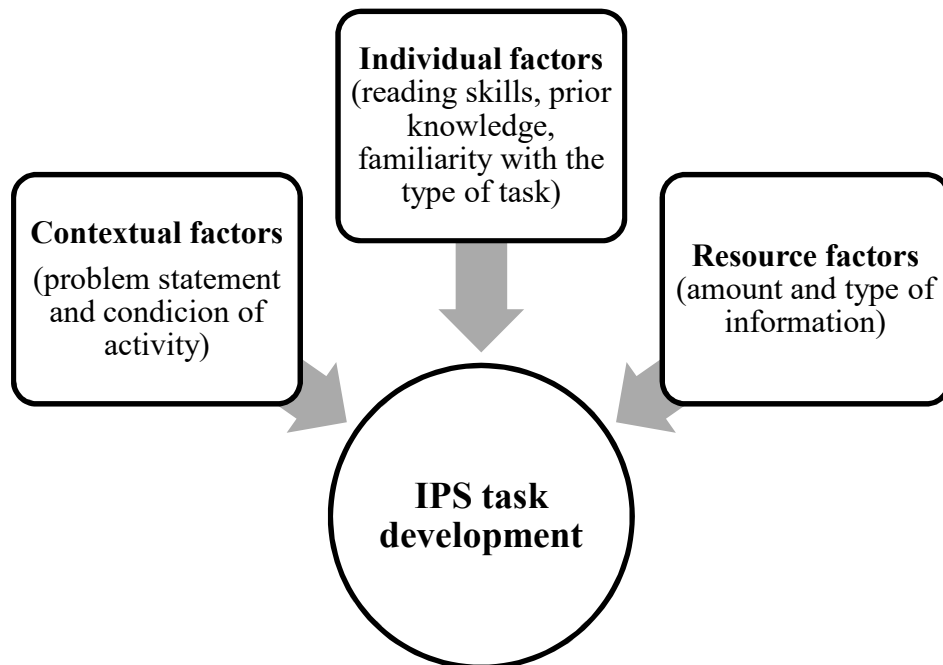 Individual factors
(reading skills, prior
knowledge,
familiarity with the
type of task)
Contextual factors
(problem statement
and condicion of
activity)
Resource factors
(amount and type of
information)
IPS task
development